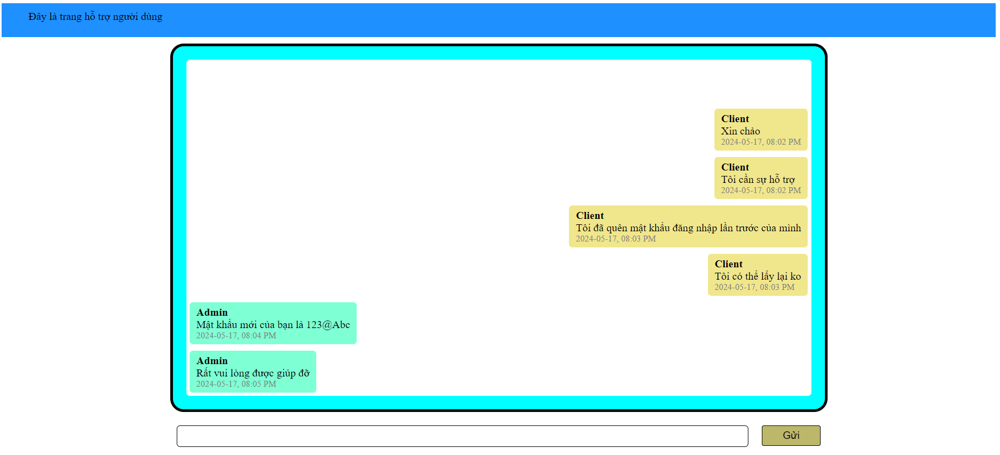 Đây là trang hỗ trợ người dùng
Client
Xin chào
2024-05-17, 08:02 PM
Client
Tôi cần sự hỗ trợ
2024-05-17, 08:02 PM
Client
Tôi đã quên mật khẩu đăng nhập lần trước của mình
2024-05-17, 08:03 PM
Client
Tôi có thể lấy lại ko
2024-05-17, 08:03 PM
Admin
Mật khẩu mới của bạn là 123@Abc
2024-05-17, 08:04 PM
Admin
Rất vui lòng được giúp đỡ
2024-05-17, 08:05 PM
Gửi